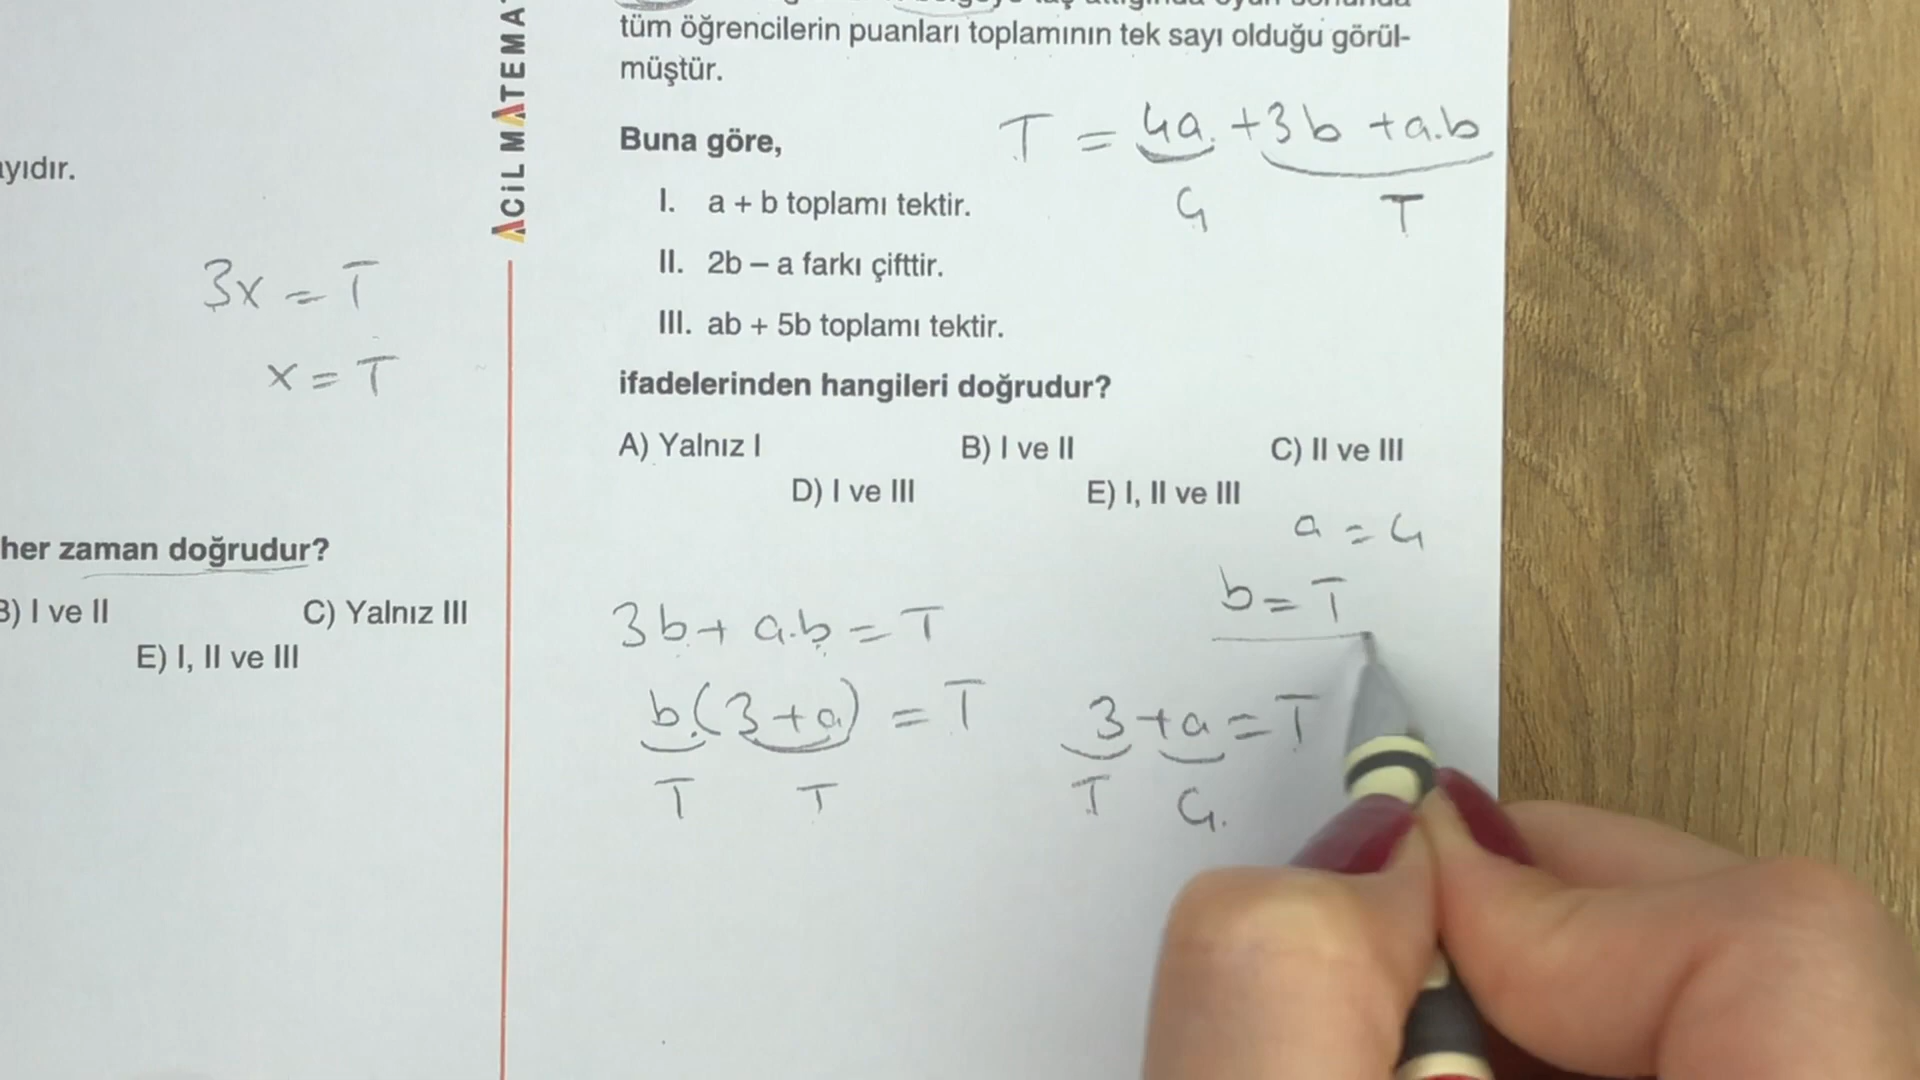 tüm öğrencilerin puanları toplamının tek sayı olduğu görül-
müştür.
Buna göre,
I. a + b toplamı tektir.
II. 2b – a farkı çifttir.
III. ab + 5b toplamı tektir.
ifadelerinden hangileri doğrudur?
A) Yalnız I
B) I ve II
C) II ve III
D) I ve III
E) I, II ve III
T = 4a + 3b + a.b
Ç T
a = Ç
b = T
3b + a.b = T
b.(3+a) = T
T T
3 + a = T
T Ç
ACİL MATEMA
yıdır.
3x = T
x = T
her zaman doğrudur?
B) I ve II
C) Yalnız III
E) I, II ve III